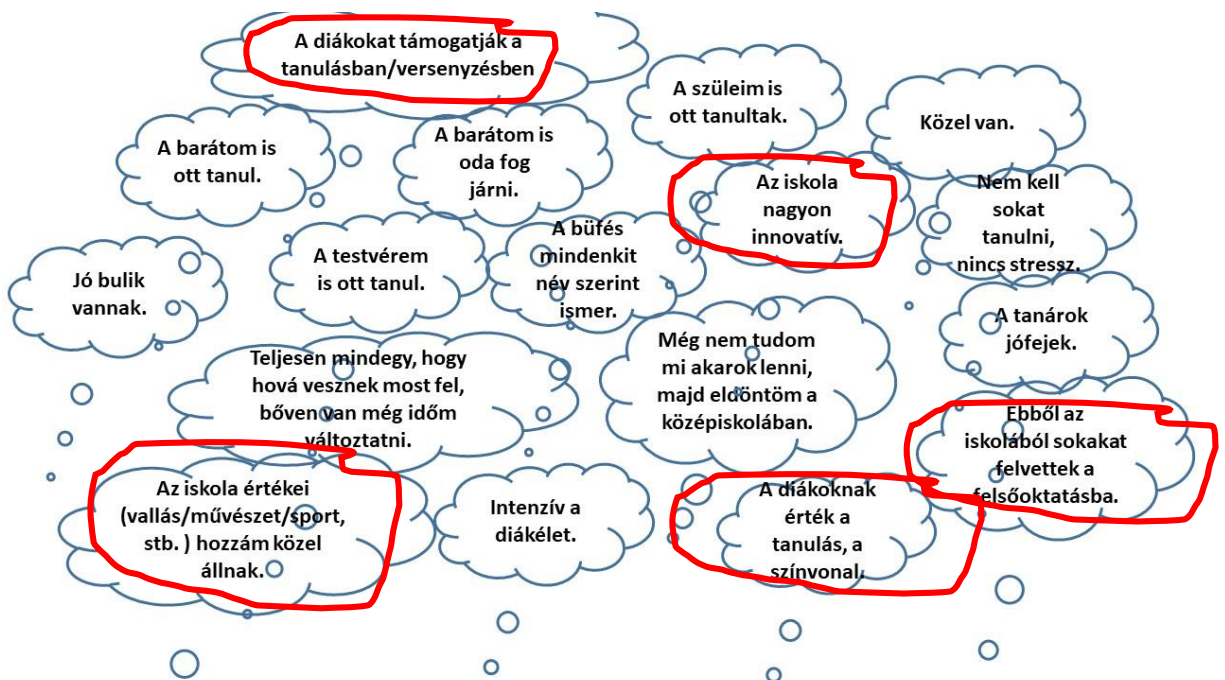 A diákokat támogatják a
tanulásban/versenyzésben
A szüleim is
ott tanultak.
Közel van.
A barátom is
ott tanul.
A barátom is
oda fog
járni.
Az iskola
nagyon
innovatív.
Nem kell
sokat
tanulni,
nincs stressz.
Jó bulik
vannak.
A testvérem
is ott tanul.
A büfés
mindenkit
név szerint
ismer.
A tanárok
jófejek.
Teljesen mindegy, hogy
hová vesznek most fel,
bőven van még időm
változtatni.
Még nem tudom
mi akarok lenni,
majd eldöntöm a
középiskolában.
Ebből az
iskolából sokakat
felvettek a
felsőoktatásba.
Az iskola értékei
(vallás/művészet/sport,
stb. ) hozzám közel
állnak.
Intenzív a
diákélet.
A diákoknak
érték a
tanulás, a
színvonal.